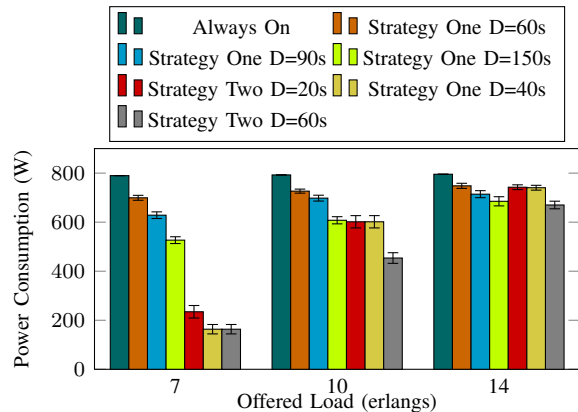 Always On
Strategy One D=60s
Strategy One D=90s
Strategy One D=150s
Strategy Two D=20s
Strategy One D=40s
Strategy Two D=60s
Power Consumption (W)
800
600
400
200
0
7 10 14
Offered Load (erlangs)